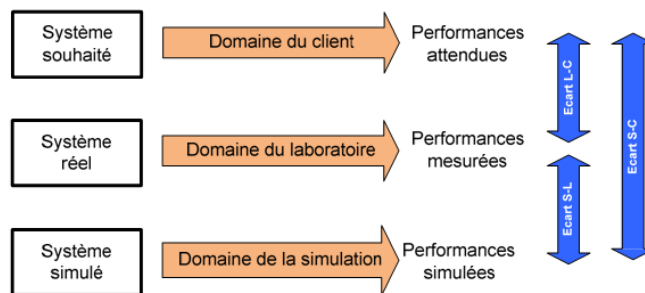 Système
souhaité
Domaine du client
Performances
attendues
Ecart L-C
Ecart S-C
Système
réel
Domaine du laboratoire
Performances
mesurées
Ecart S-L
Système
simulé
Domaine de la simulation
Performances
simulées